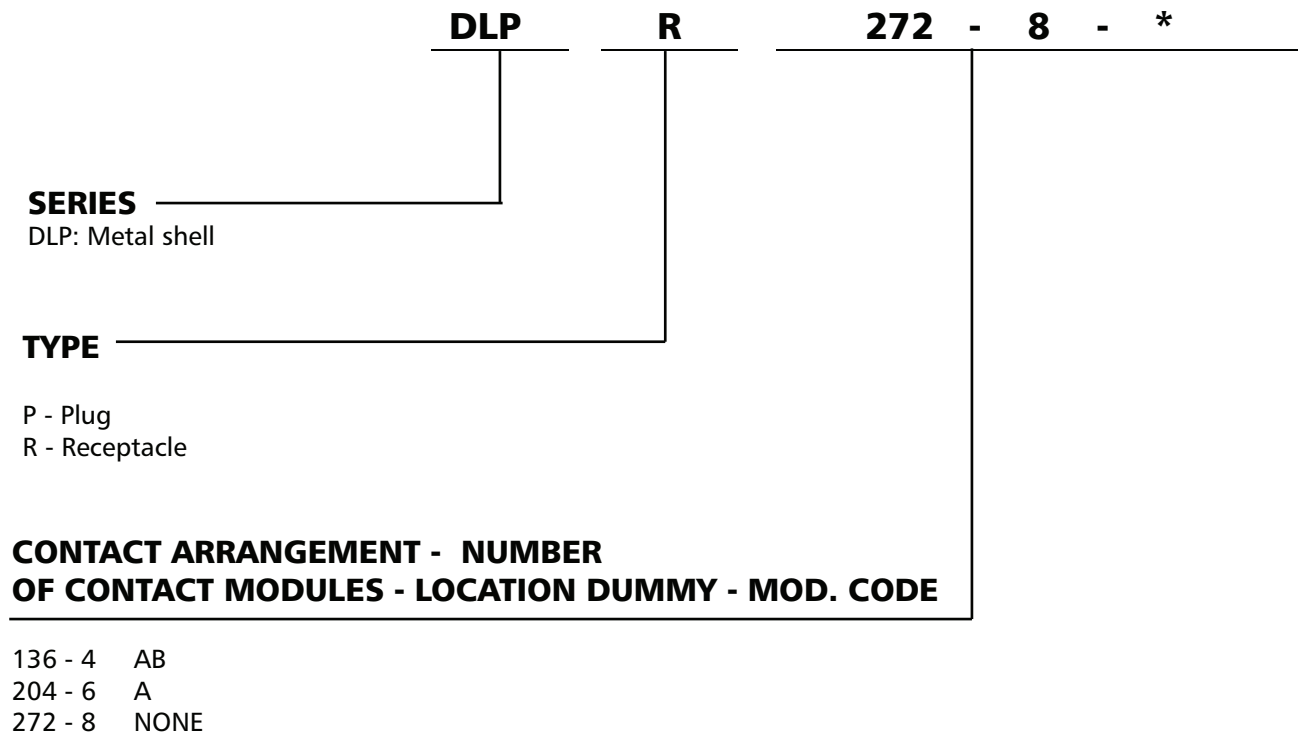 DLP R 272 - 8 - *
SERIES
DLP: Metal shell
TYPE
P - Plug
R - Receptacle
CONTACT ARRANGEMENT - NUMBER
OF CONTACT MODULES - LOCATION DUMMY - MOD. CODE
136 - 4 AB
204 - 6 A
272 - 8 NONE